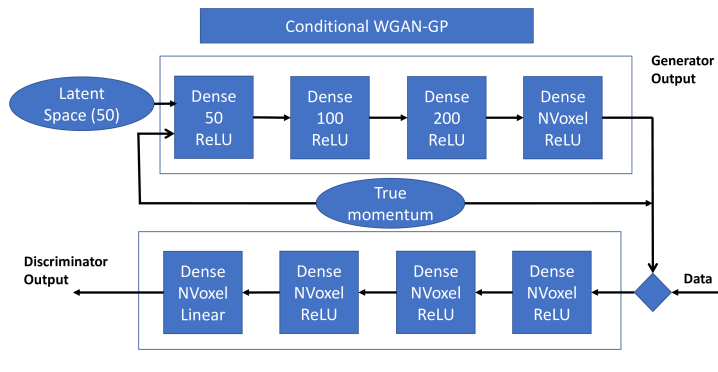 Conditional WGAN-GP
Generator
Output
Latent
Space (50)
Dense
50
ReLU
Dense
100
ReLU
Dense
200
ReLU
Dense
NVoxel
ReLU
True
momentum
Discriminator
Output
Dense
NVoxel
Linear
Dense
NVoxel
ReLU
Dense
NVoxel
ReLU
Dense
NVoxel
ReLU
Data